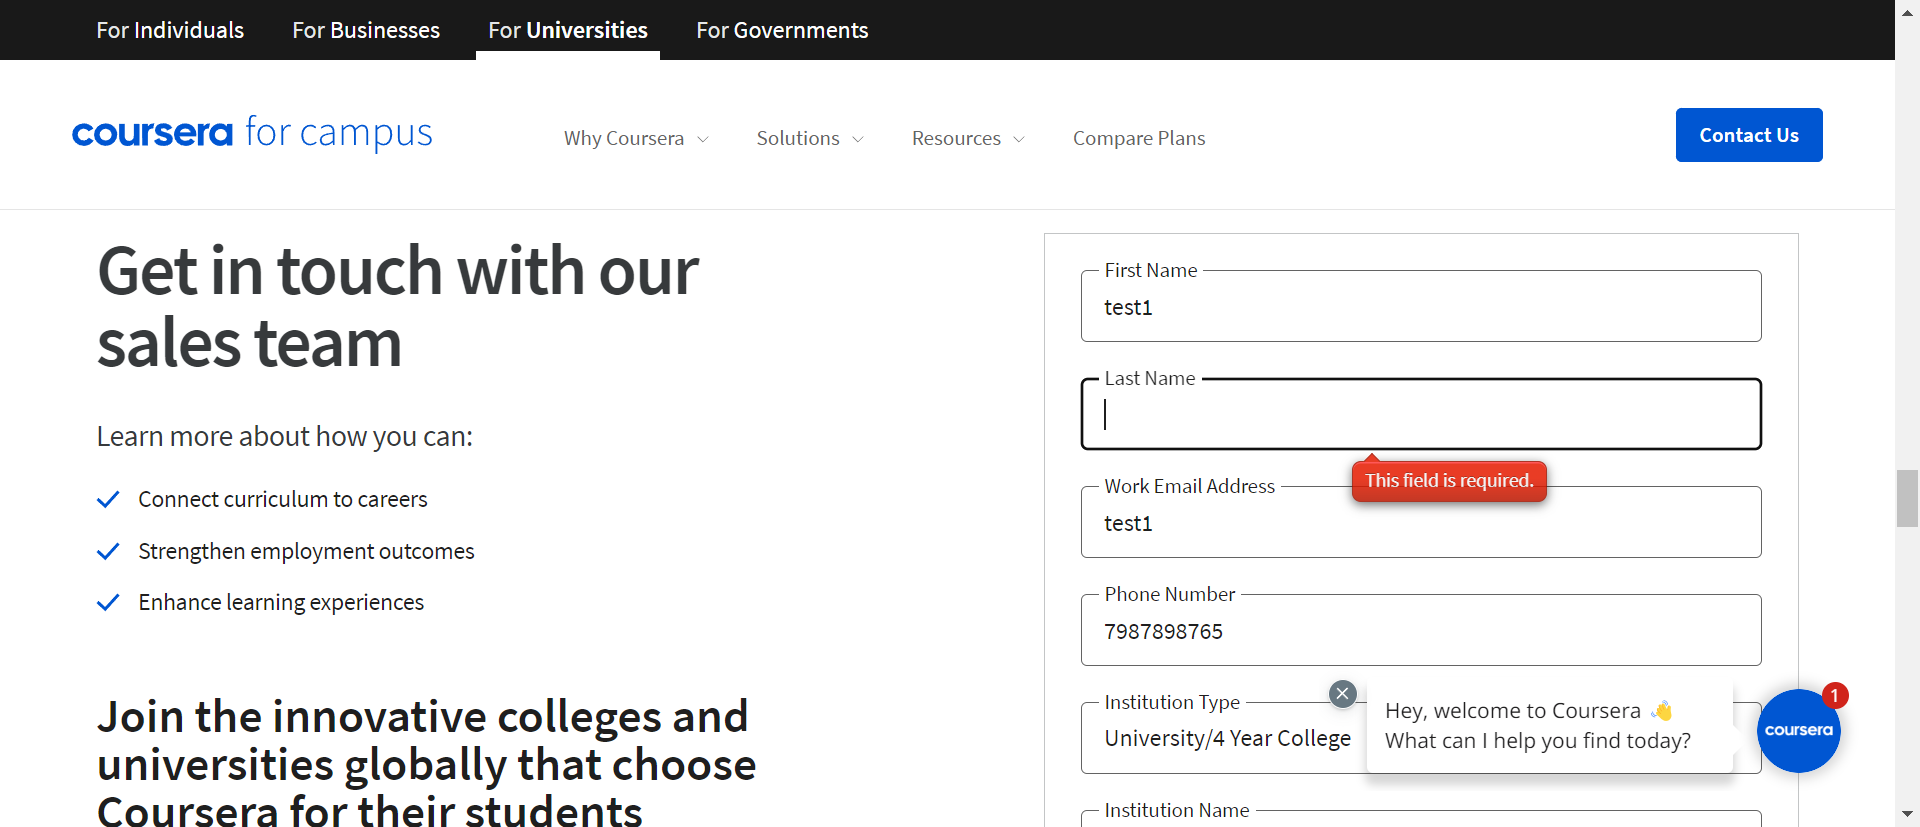 For Individuals For Businesses For Universities For Governments
coursera for campus Why Coursera Solutions Resources Compare Plans Contact Us
Get in touch with our
sales team
Learn more about how you can:
Connect curriculum to careers
Strengthen employment outcomes
Enhance learning experiences
Join the innovative colleges and
universities globally that choose
Coursera for their students
First Name
test1
Last Name
This field is required.
Work Email Address
test1
Phone Number
7987898765
Institution Type
University/4 Year College
Institution Name
Hey, welcome to Coursera 👋
What can I help you find today?
1
coursera